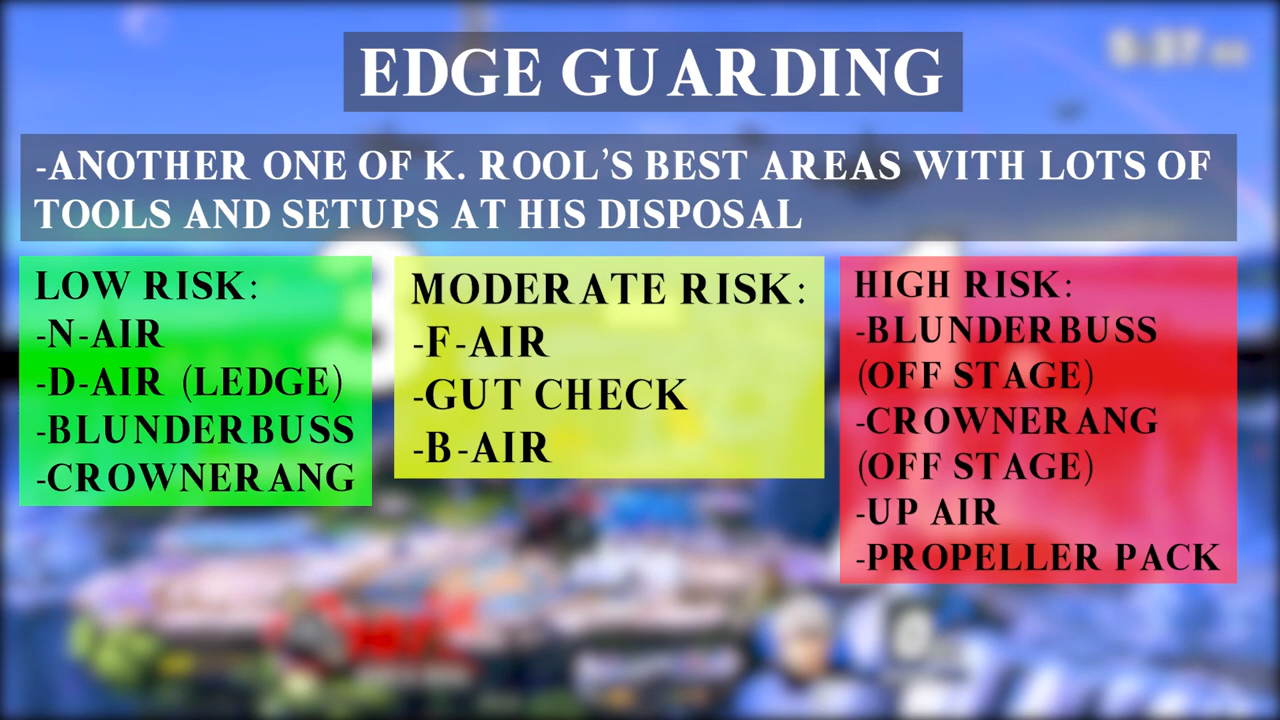 EDGE GUARDING
-ANOTHER ONE OF K. ROOL'S BEST AREAS WITH LOTS OF
TOOLS AND SETUPS AT HIS DISPOSAL
LOW RISK:
-N-AIR
-D-AIR (LEDGE)
-BLUNDERBUSS
-CROWNERANG
MODERATE RISK:
-F-AIR
-GUT CHECK
-B-AIR
HIGH RISK:
-BLUNDERBUSS
(OFF STAGE)
-CROWNERANG
(OFF STAGE)
-UP AIR
-PROPELLER PACK